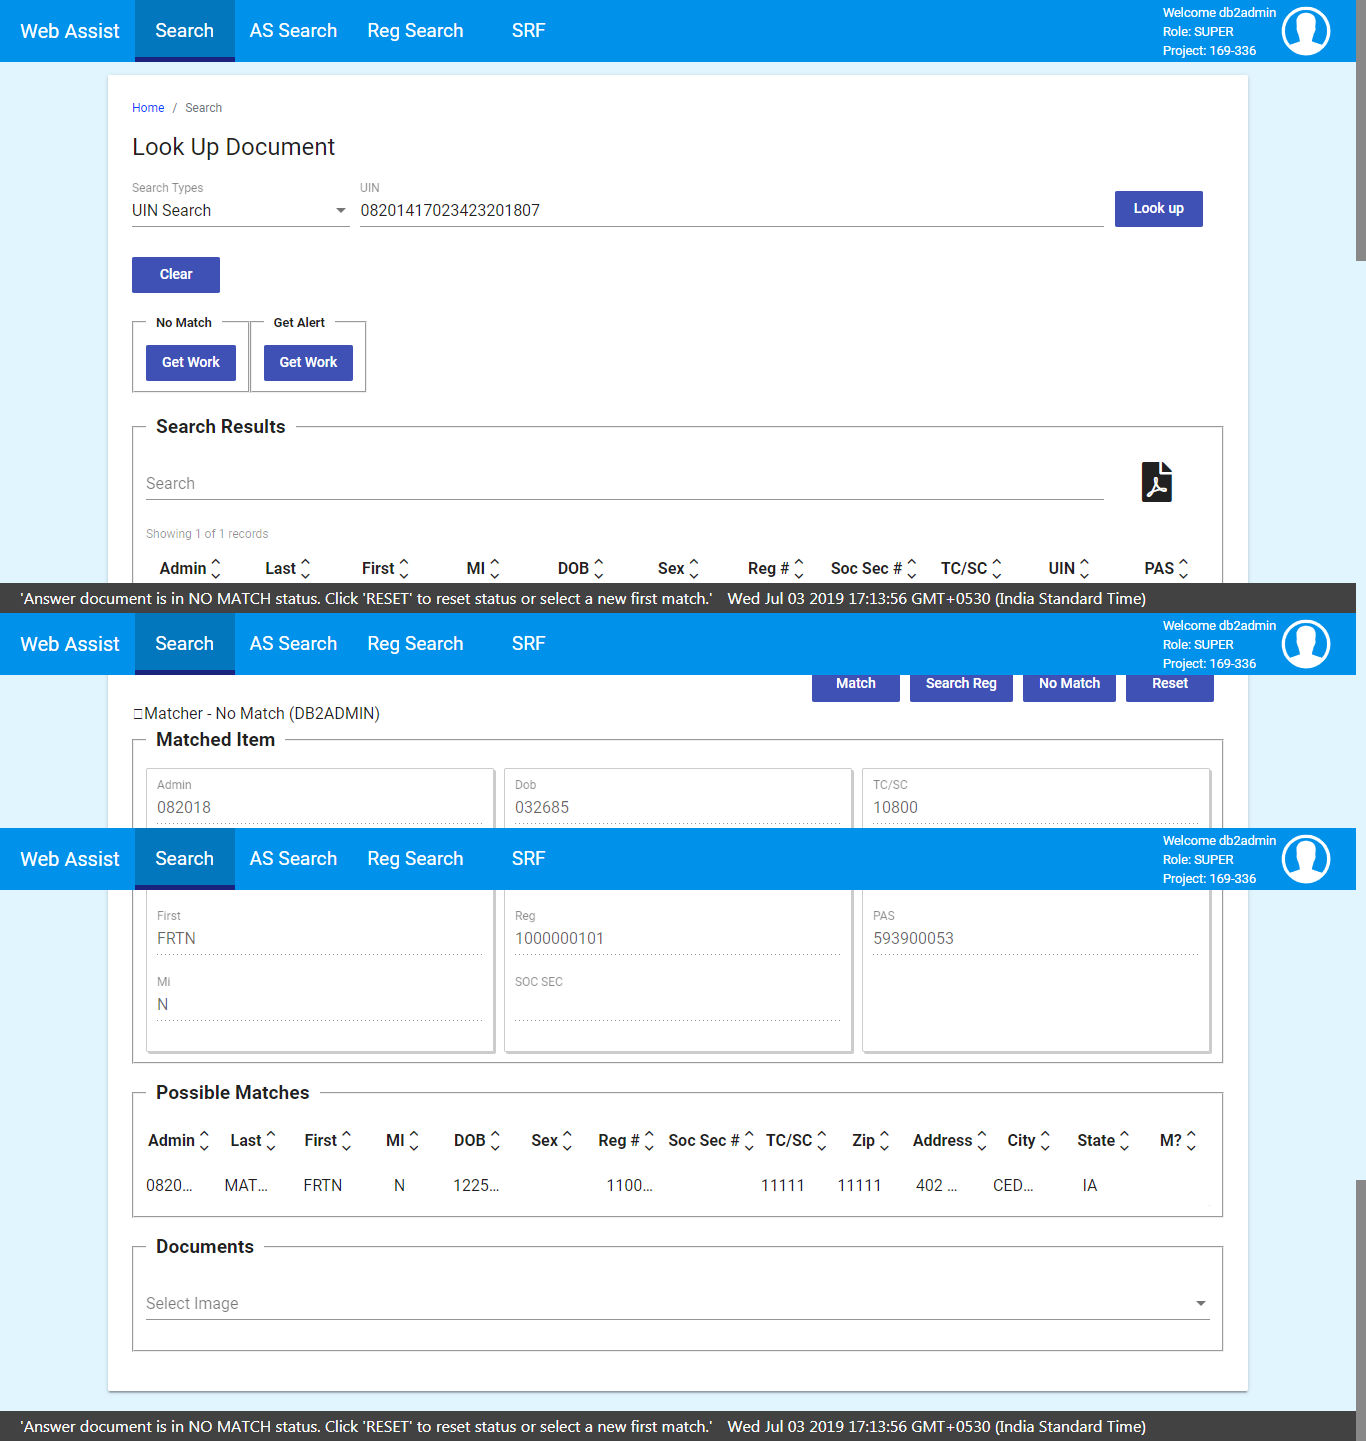 Web Assist Search AS Search Reg Search SRF
Welcome db2admin
Role: SUPER
Project: 169-336
Home / Search
Look Up Document
Search Types UIN
UIN Search 08201417023423201807 Look up
Clear
No Match Get Alert
Get Work Get Work
Search Results
Search
Showing 1 of 1 records
Admin Last First MI DOB Sex Reg # Soc Sec # TC/SC UIN PAS
'Answer document is in NO MATCH status. Click 'RESET' to reset status or select a new first match.' Wed Jul 03 2019 17:13:56 GMT+0530 (India Standard Time)
Web Assist Search AS Search Reg Search SRF
Welcome db2admin
Role: SUPER
Project: 169-336
Match Search Reg No Match Reset
Matcher - No Match (DB2ADMIN)
Matched Item
Admin Dob TC/SC
082018 032685 10800
Web Assist Search AS Search Reg Search SRF
Welcome db2admin
Role: SUPER
Project: 169-336
First Reg PAS
FRTN 1000000101 593900053
Mi SOC SEC
N
Possible Matches
Admin Last First MI DOB Sex Reg # Soc Sec # TC/SC Zip Address City State M?
0820... MAT... FRTN N 1225... 1100... 11111 11111 402 ... CED... IA
Documents
Select Image
'Answer document is in NO MATCH status. Click 'RESET' to reset status or select a new first match.' Wed Jul 03 2019 17:13:56 GMT+0530 (India Standard Time)